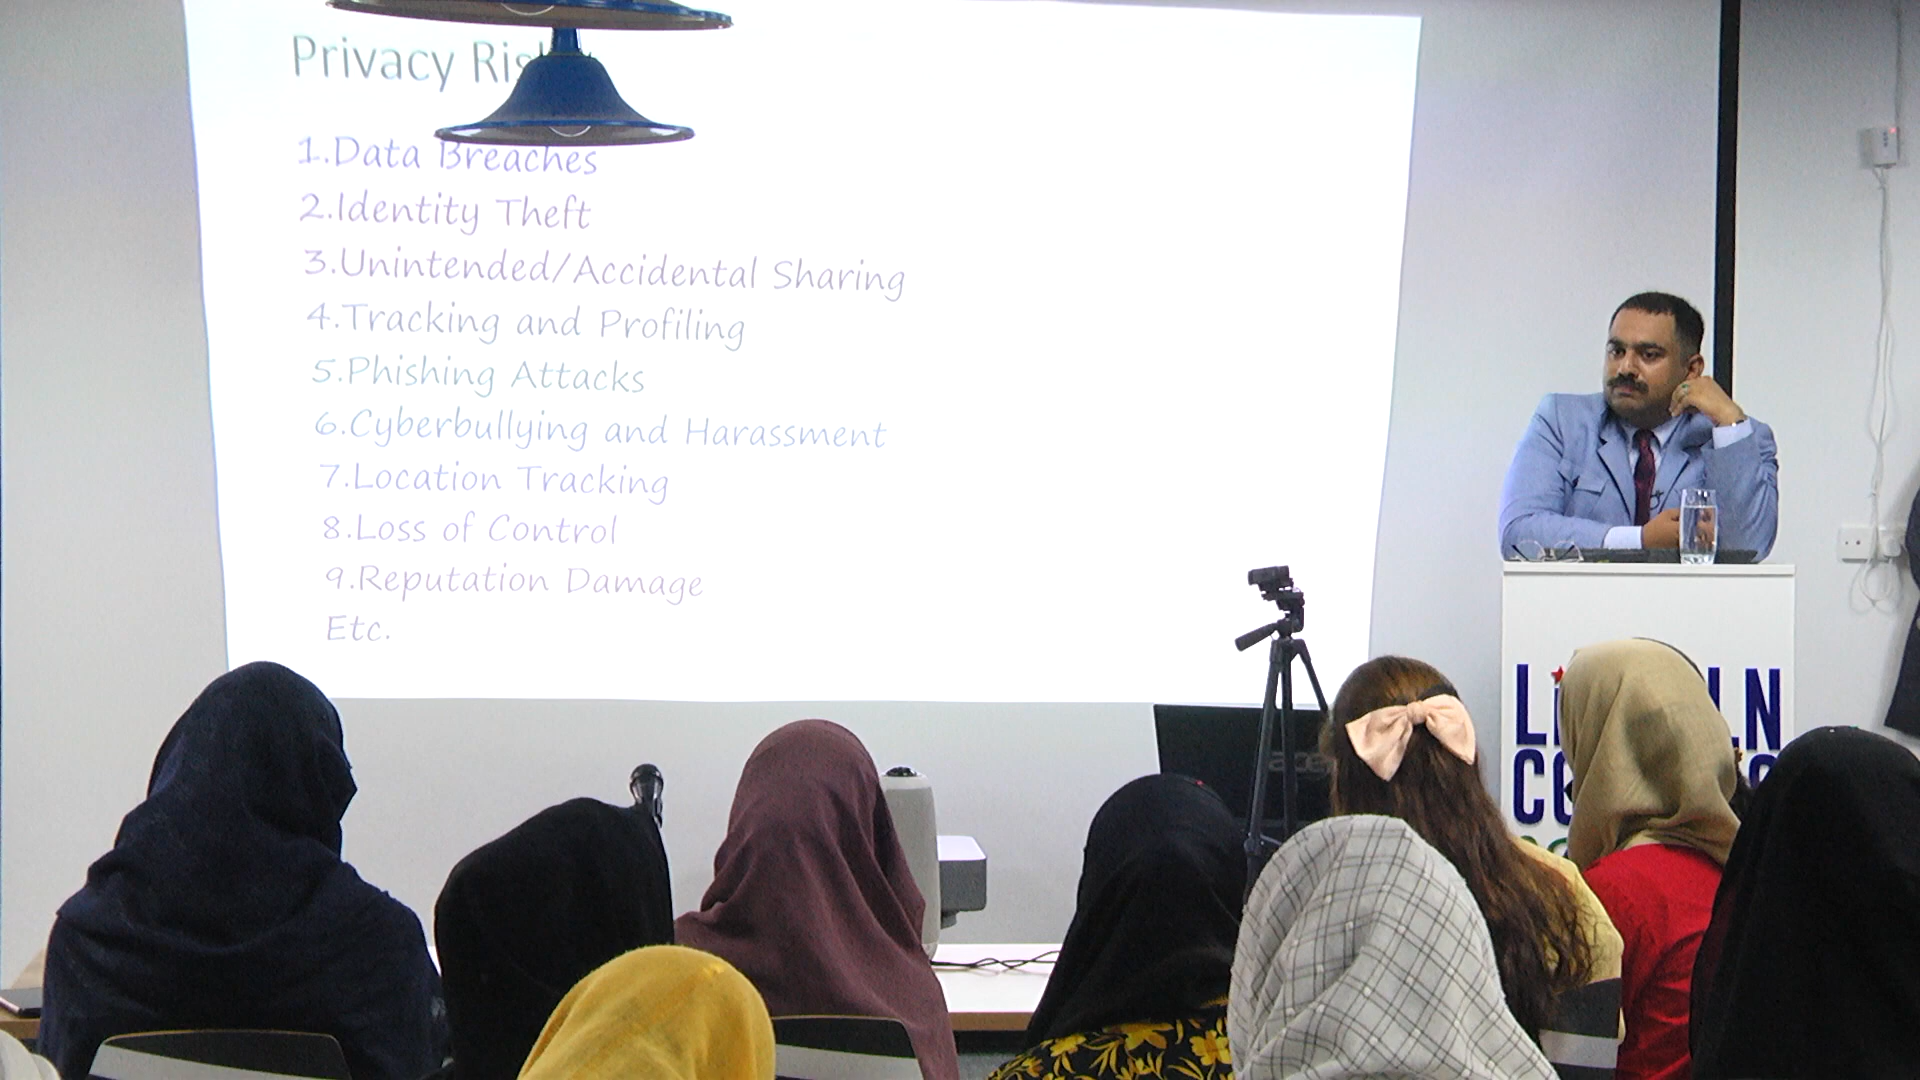 Privacy
1.Data Breaches
2.Identity Theft
3.Unintended/Accidental Sharing
4.Tracking and Profiling
5.Phishing Attacks
6.Cyberbullying and Harassment
7.Location Tracking
8.Loss of Control
9.Reputation Damage
Etc.
acer